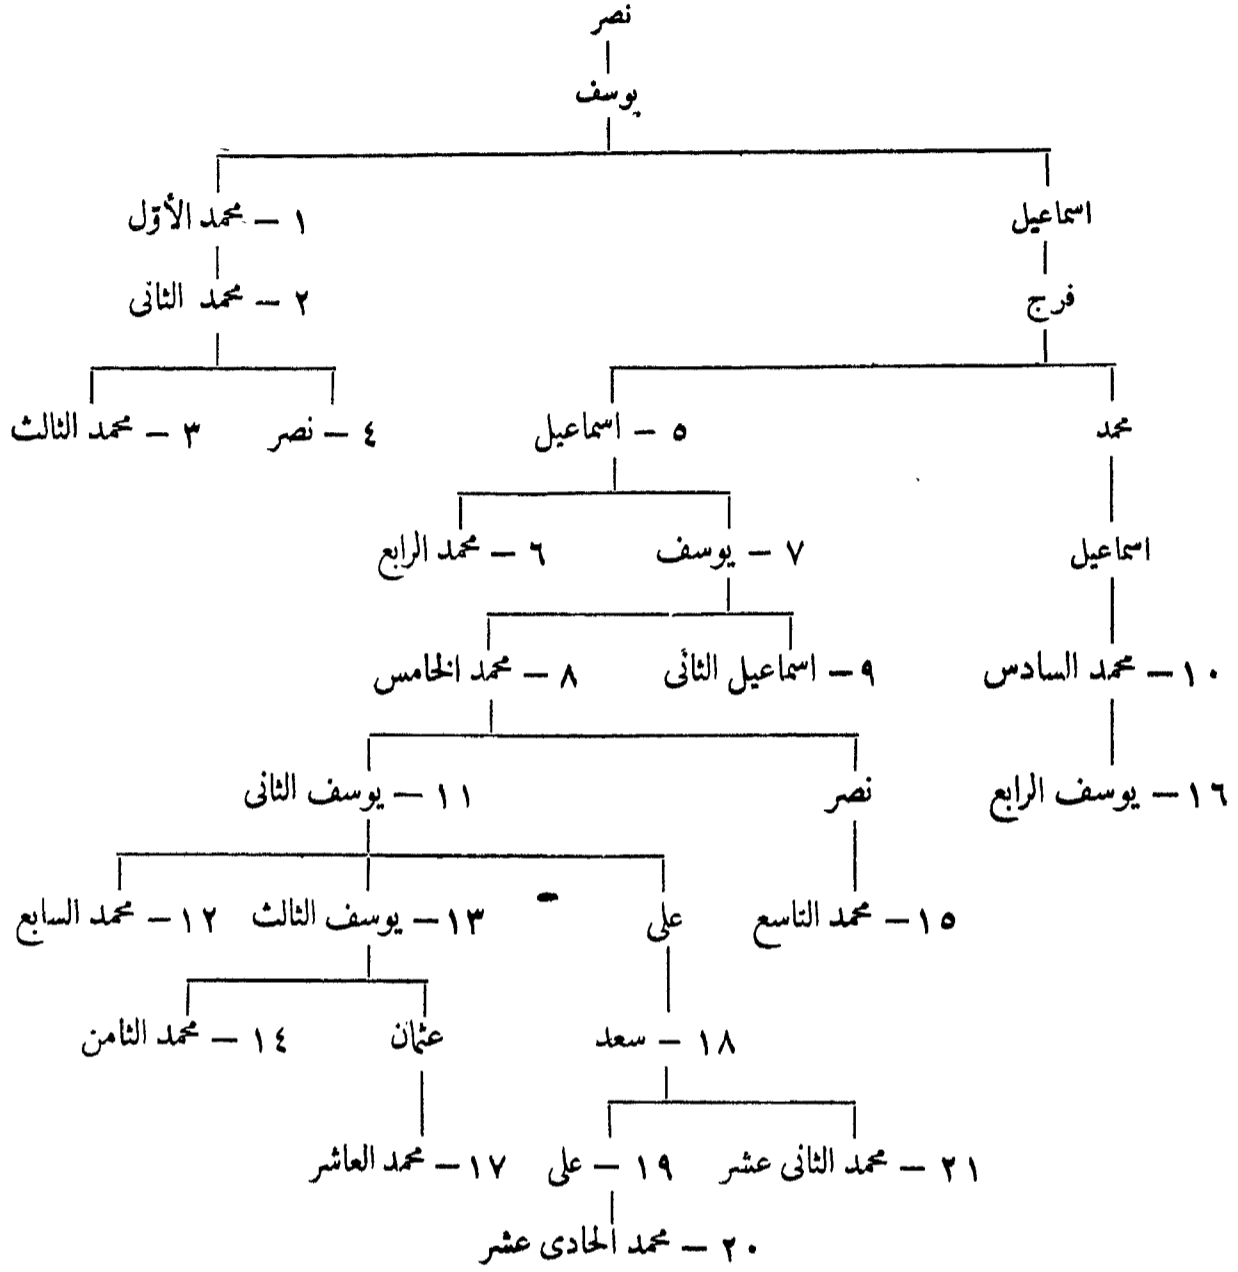 نصر
يوسف
اسماعيل ١ – محمد الأوّل
فرج ٢ – محمد الثانى
محمد ٥ – اسماعيل ٤ – نصر ٣ – محمد الثالث
اسماعيل ٧ – يوسف ٦ – محمد الرابع
١٠ – محمد السادس ٩ – اسماعيل الثانى ٨ – محمد الخامس
١٦ – يوسف الرابع نصر ١١ – يوسف الثانى
١٥ – محمد التاسع على ١٣ – يوسف الثالث ١٢ – محمد السابع
١٨ – سعد عثمان ١٤ – محمد الثامن
٢١ – محمد الثانى عشر ١٩ – على ١٧ – محمد العاشر
٢٠ – محمد الحادى عشر